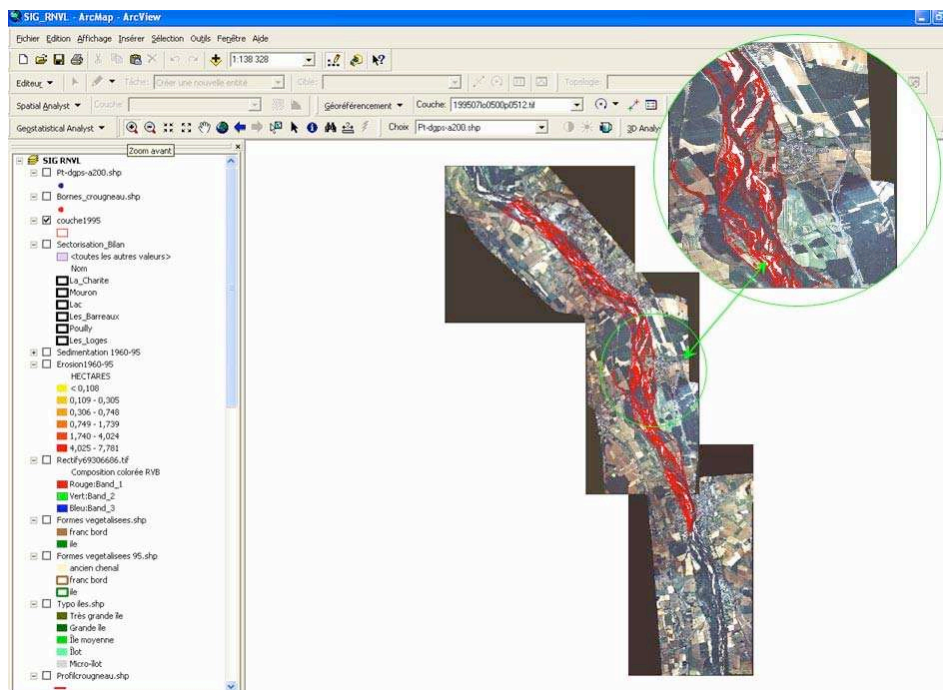 SIG_RNVL - ArcMap - ArcView
Fichier Edition Affichage Insérer Sélection Outils Fenêtre Aide
1:138 328
Editeur Tâche: Créer une nouvelle entité Cible: Topologie:
Spatial Analyst Couche: Géoréférencement Couche: 199507lo0500p0512.tif
Geostatistical Analyst Choix Pt-dgps-a200.shp 3D Analy
Zoom avant
SIG RNVL
Pt-dgps-a200.shp
Bornes_crougneau.shp
couche1995
Sectorisation_Bilan
<toutes les autres valeurs>
Nom
La_Charite
Mouron
Lac
Les_Barreaux
Pouilly
Les_Loges
Sedimentation 1960-95
Erosion1960-95
HECTARES
< 0,108
0,109 - 0,305
0,306 - 0,748
0,749 - 1,739
1,740 - 4,024
4,025 - 7,781
Rectify69306686.tif
Composition colorée RVB
Rouge:Band_1
Vert:Band_2
Bleu:Band_3
Formes vegetalisees.shp
franc bord
ile
Formes vegetalisées 95.shp
ancien chenal
franc bord
ile
Typo iles.shp
Très grande île
Grande île
Île moyenne
Îlot
Micro-îlot
Profilcrougneau.shp